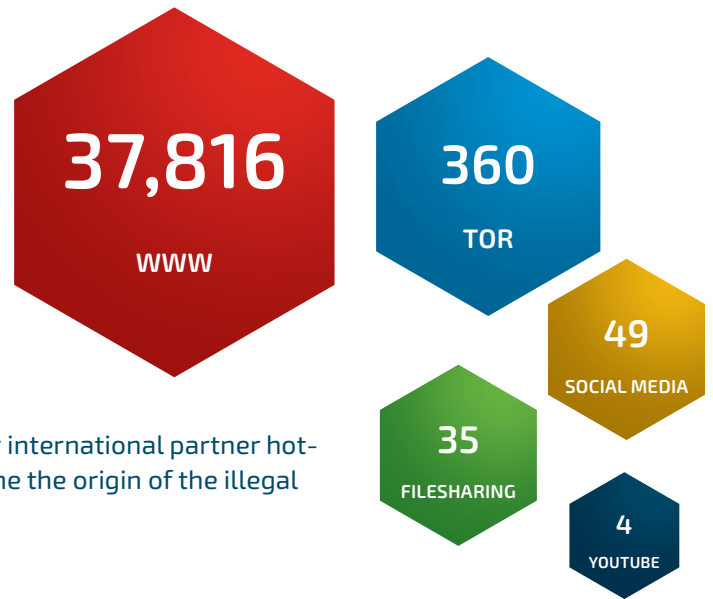 37,816
WWW
360
TOR
49
SOCIAL MEDIA
35
FILESHARING
4
YOUTUBE
international partner hot-
the origin of the illegal